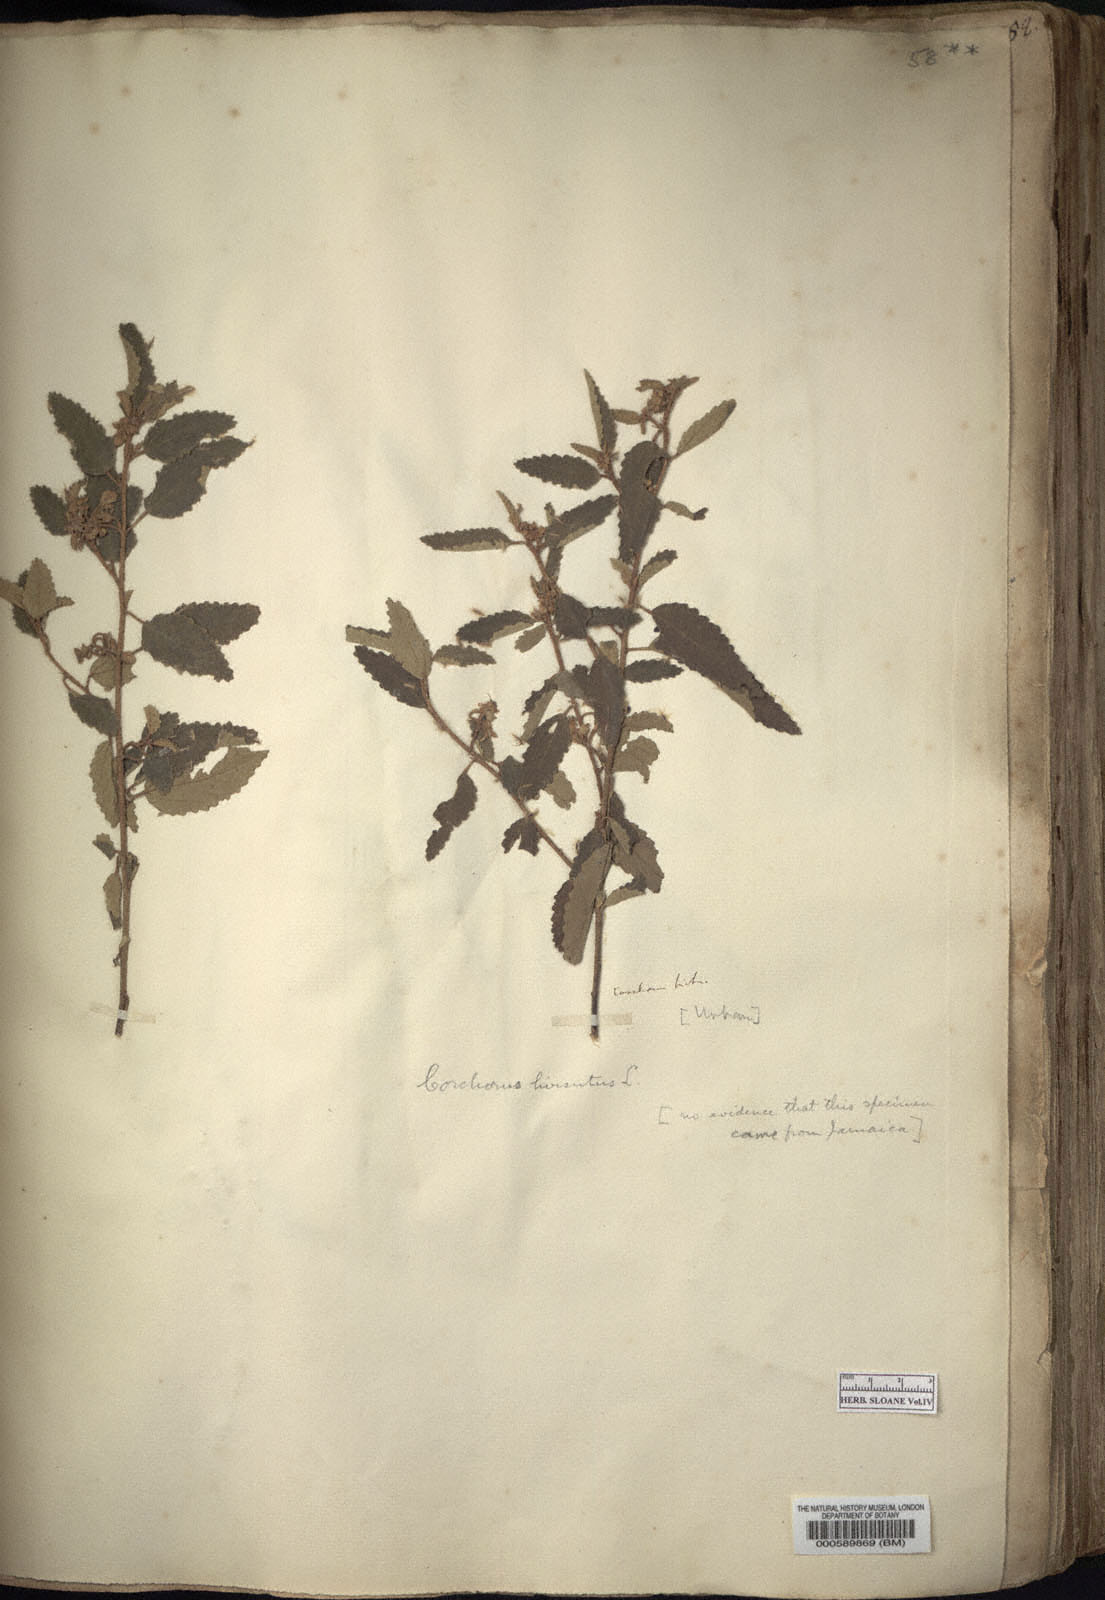 58**
[Urban]
Corchorus hirsutus L.
[no evidence that this specimen
came from Jamaica]
HERB. SLOANE Vol.IV
THE NATURAL HISTORY MUSEUM, LONDON
DEPARTMENT OF BOTANY
000589869 (BM)